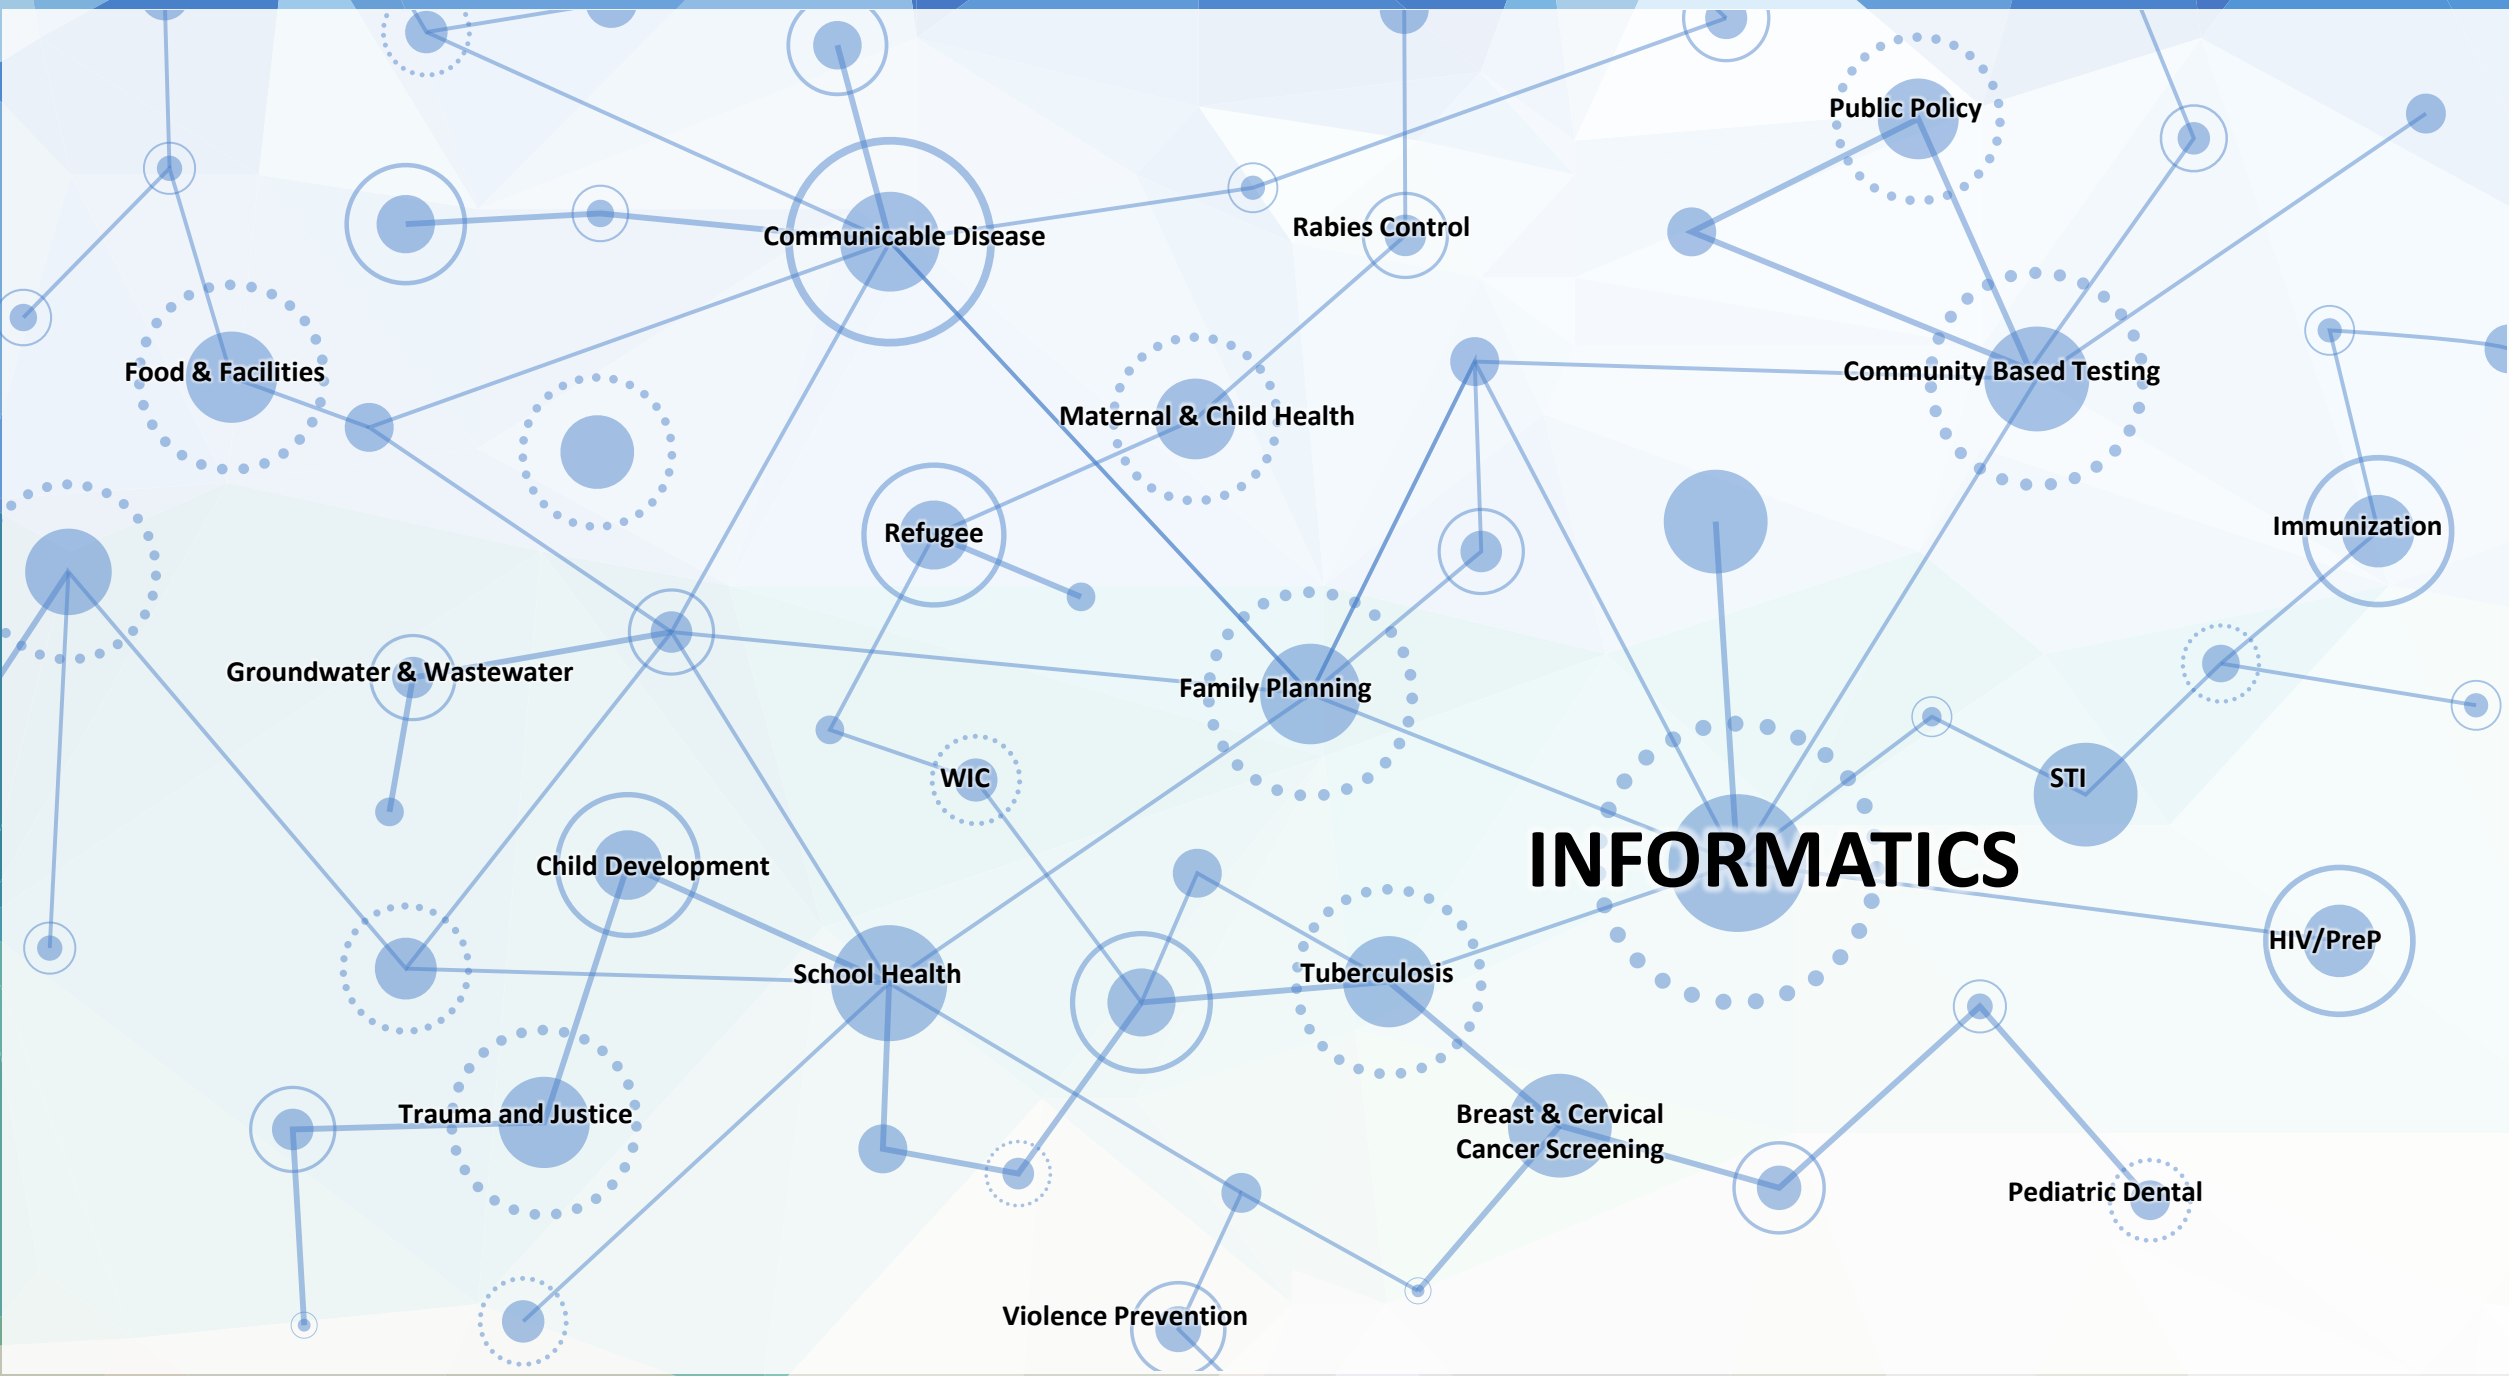 Public Policy
Rabies Control
Communicable Disease
Food & Facilities
Community Based Testing
Maternal & Child Health
Immunization
Refugee
Groundwater & Wastewater
Family Planning
WIC
STI
INFORMATICS
Child Development
HIV/PreP
School Health
Tuberculosis
Trauma and Justice
Breast & Cervical
Cancer Screening
Pediatric Dental
Violence Prevention